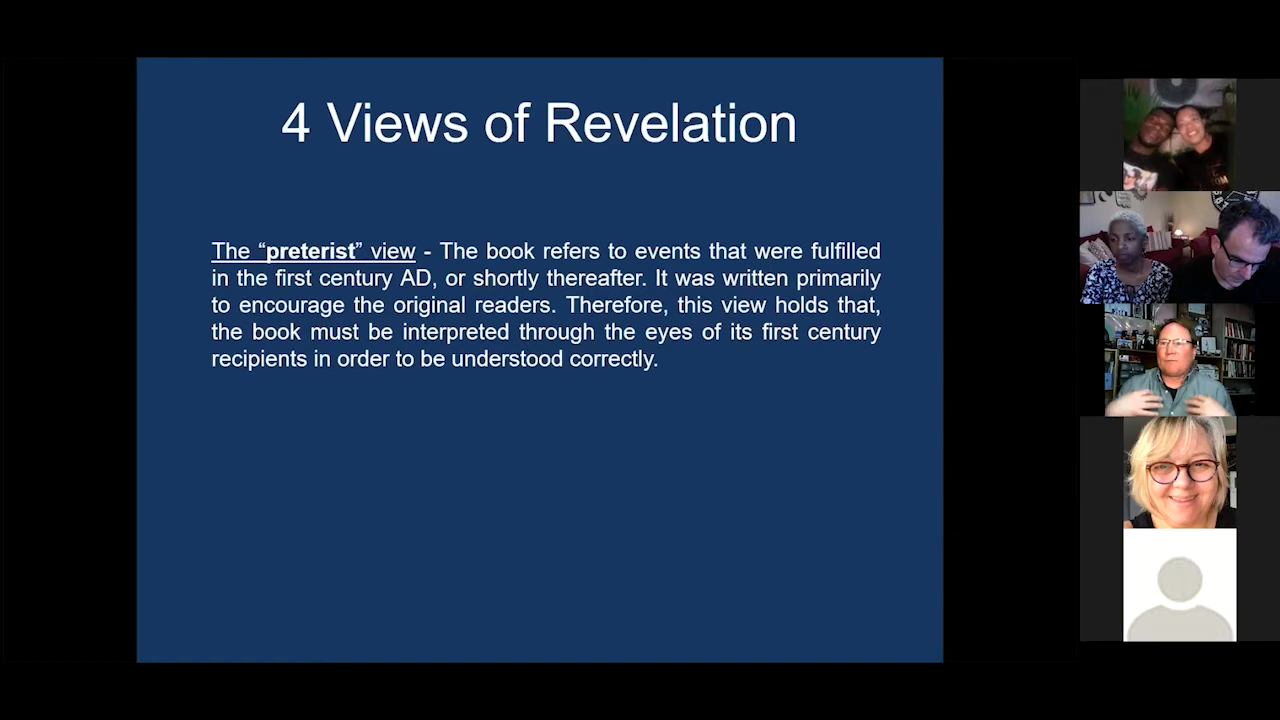 4 Views of Revelation
The “preterist” view - The book refers to events that were fulfilled
in the first century AD, or shortly thereafter. It was written primarily
to encourage the original readers. Therefore, this view holds that,
the book must be interpreted through the eyes of its first century
recipients in order to be understood correctly.